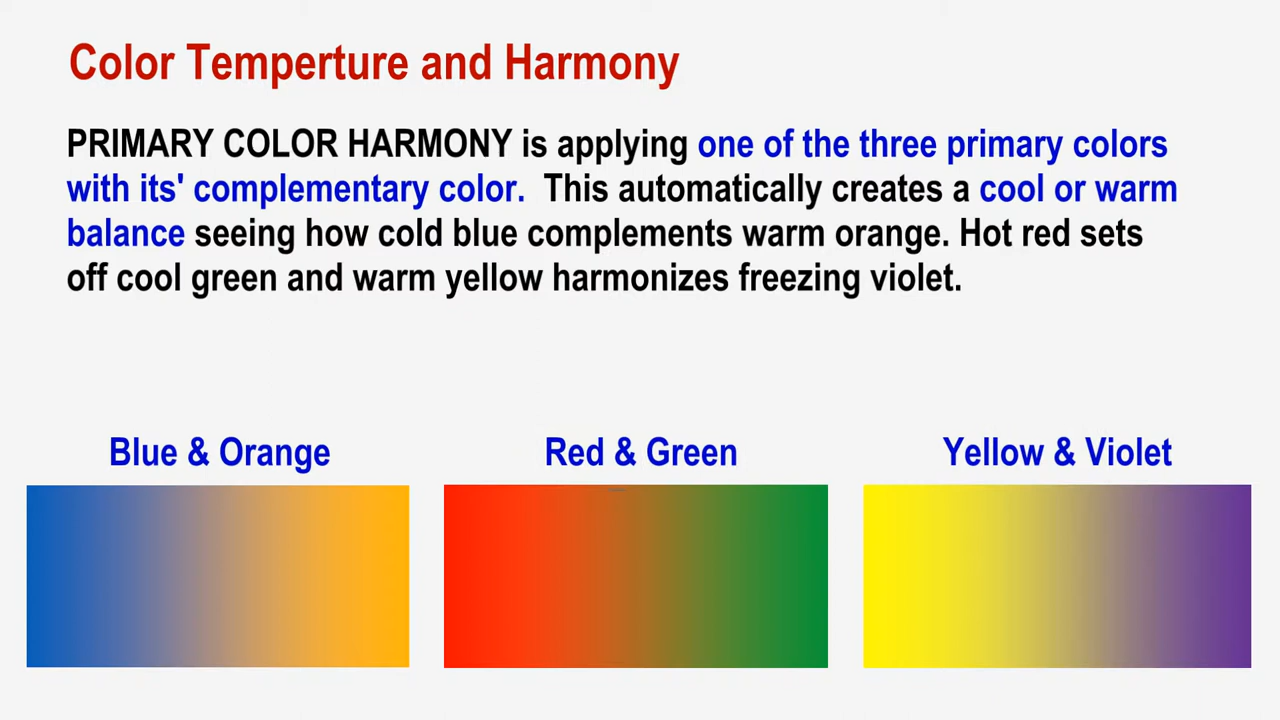 Color Temperture and Harmony
PRIMARY COLOR HARMONY is applying one of the three primary colors
with its' complementary color. This automatically creates a cool or warm
balance seeing how cold blue complements warm orange. Hot red sets
off cool green and warm yellow harmonizes freezing violet.
Blue & Orange
Red & Green
Yellow & Violet